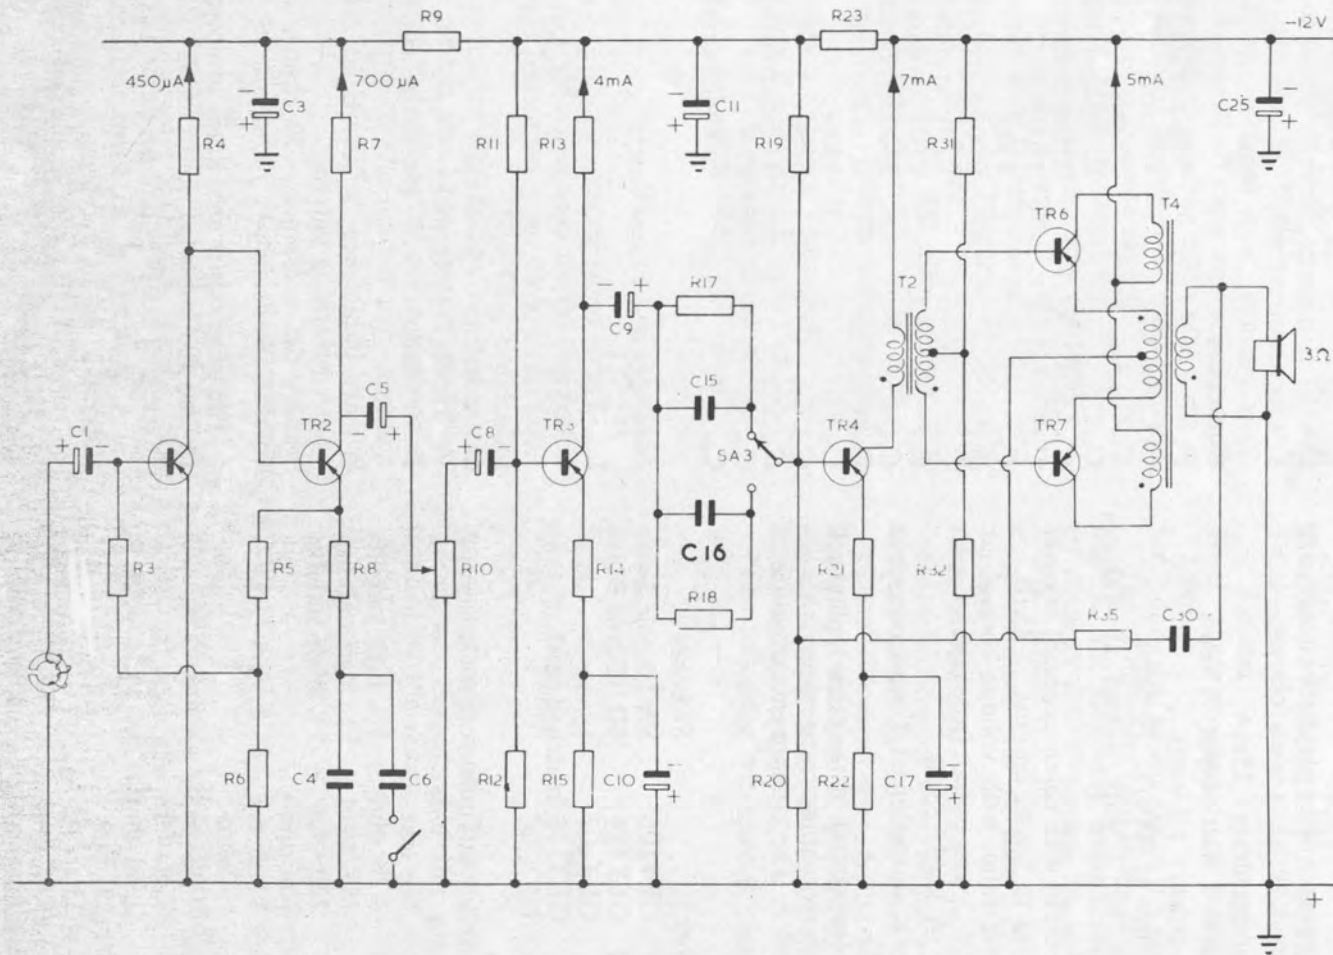 R9
R23
-12V
450µA
C3
700µA
4mA
C11
7mA
5mA
C25
R4
R7
R11
R13
R19
R31
TR6
T4
T2
R17
C9
C15
3Ω
C1
TR2
C5
C8
TR3
SA3
TR4
TR7
R3
R5
R8
R10
R14
C16
R18
R21
R32
R35
C30
R6
C4
C6
R12
R15
C10
R20
R22
C17
+